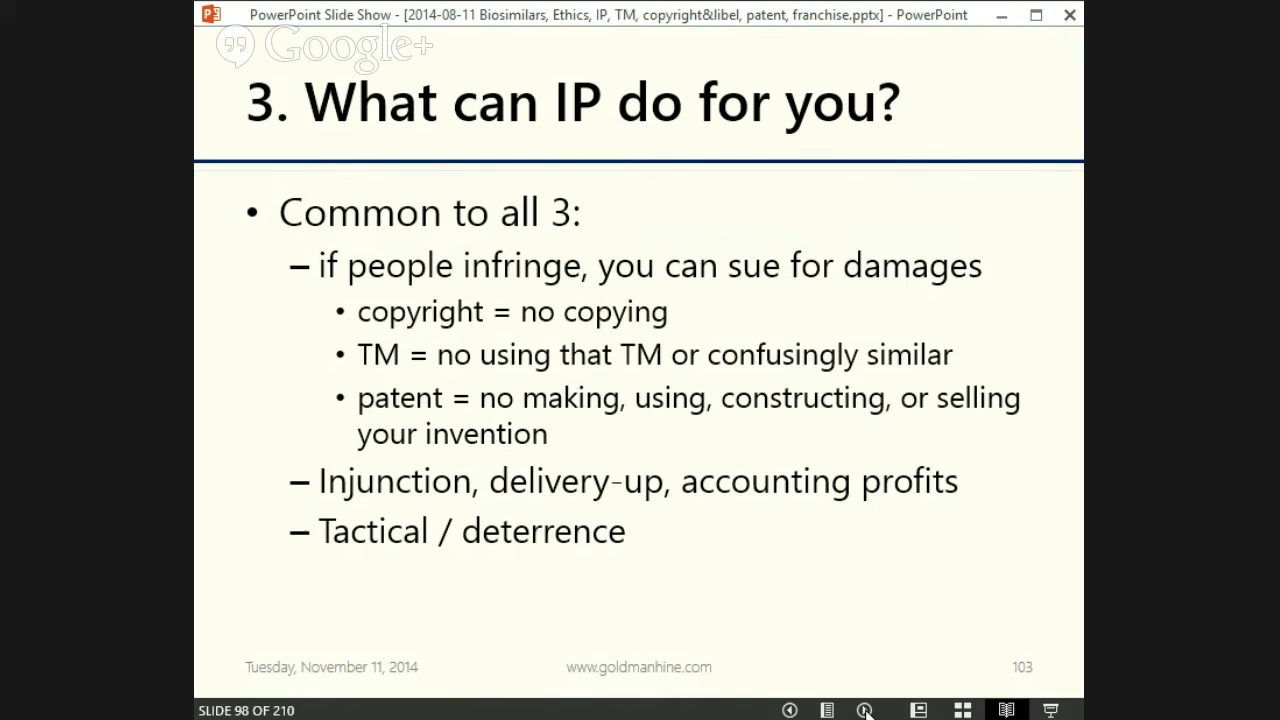 PowerPoint Slide Show - [2014-08-11 Biosimilars, Ethics, IP, TM, copyright&libel, patent, franchise.pptx] - PowerPoint
Google+
3. What can IP do for you?
• Common to all 3:
– if people infringe, you can sue for damages
• copyright = no copying
• TM = no using that TM or confusingly similar
• patent = no making, using, constructing, or selling
your invention
– Injunction, delivery-up, accounting profits
– Tactical / deterrence
Tuesday, November 11, 2014
www.goldmanhine.com
103
SLIDE 98 OF 210